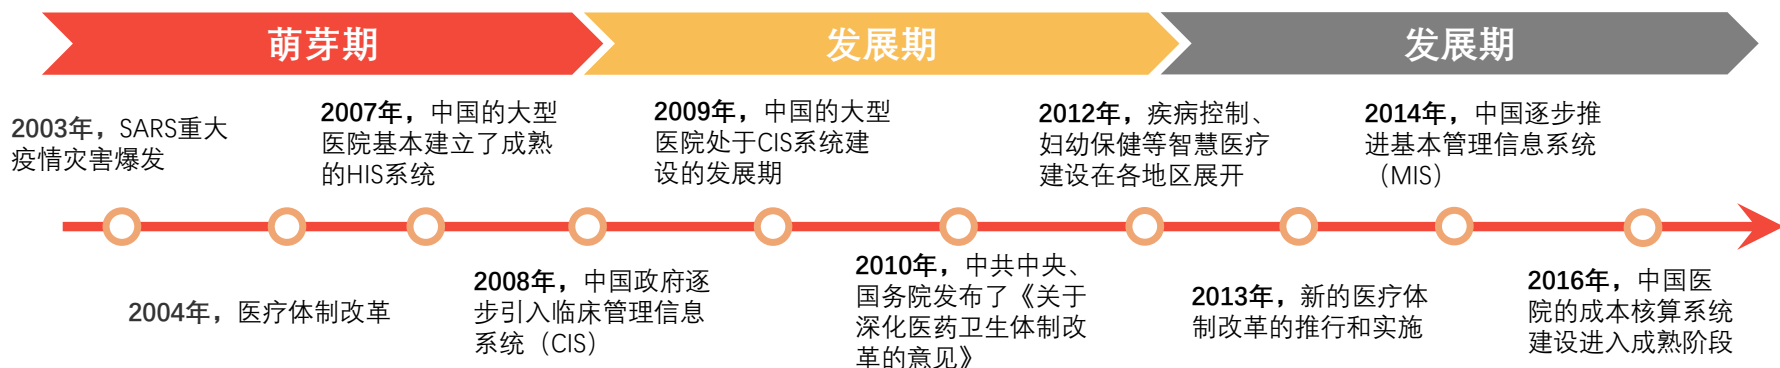 萌芽期
发展期
发展期
2003年，SARS重大
疫情灾害爆发
2007年，中国的大型
医院基本建立了成熟
的HIS系统
2009年，中国的大型
医院处于CIS系统建
设的发展期
2012年，疾病控制、
妇幼保健等智慧医疗
建设在各地区展开
2014年，中国逐步推
进基本管理信息系统
（MIS）
2004年，医疗体制改革
2008年，中国政府逐
步引入临床管理信息
系统（CIS）
2010年，中共中央、
国务院发布了《关于
深化医药卫生体制改
革的意见》
2013年，新的医疗体
制改革的推行和实施
2016年，中国医
院的成本核算系统
建设进入成熟阶段